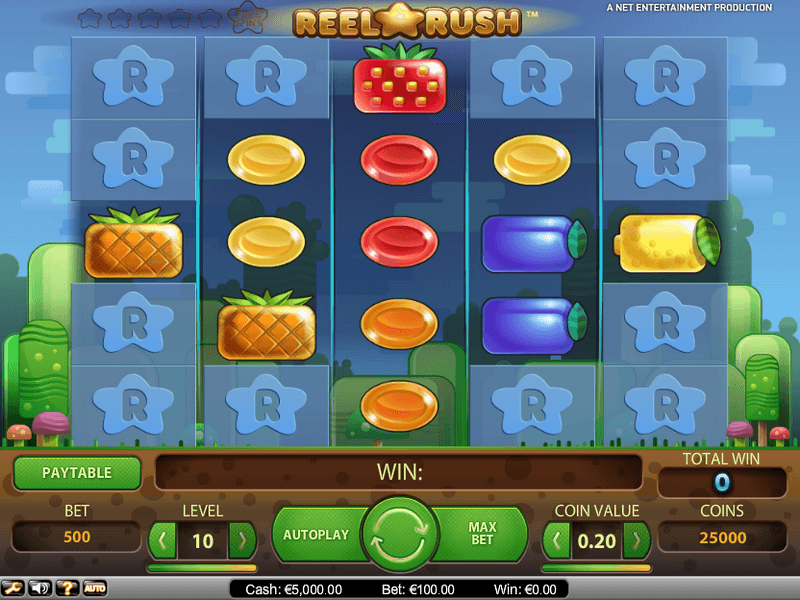 REEL RUSH™
A NET ENTERTAINMENT PRODUCTION
R R R R
R R
R R
R R R R
PAYTABLE
WIN:
TOTAL WIN
0
BET
500
LEVEL
10
AUTOPLAY
MAX
BET
COIN VALUE
0.20
COINS
25000
?
AUTO
Cash: €5,000.00 Bet: €100.00 Win: €0.00